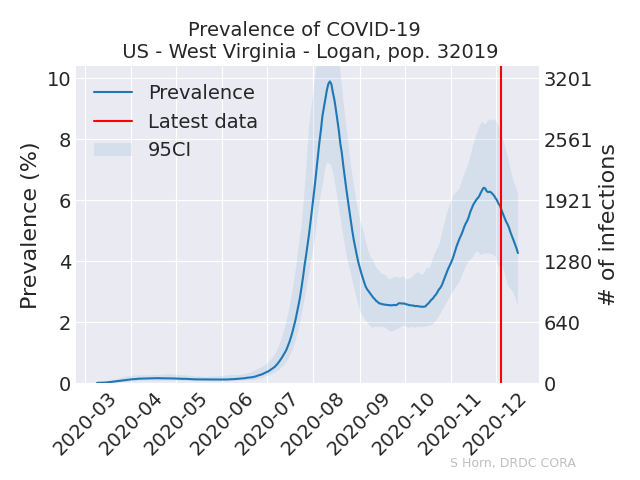 Prevalence of COVID-19
US - West Virginia - Logan, pop. 32019
Prevalence (%)
10
8
6
4
2
0
Prevalence
Latest data
95CI
3201
2561
1921
1280
640
0
# of infections
2020-03
2020-04
2020-05
2020-06
2020-07
2020-08
2020-09
2020-10
2020-11
2020-12
S Horn, DRDC CORA